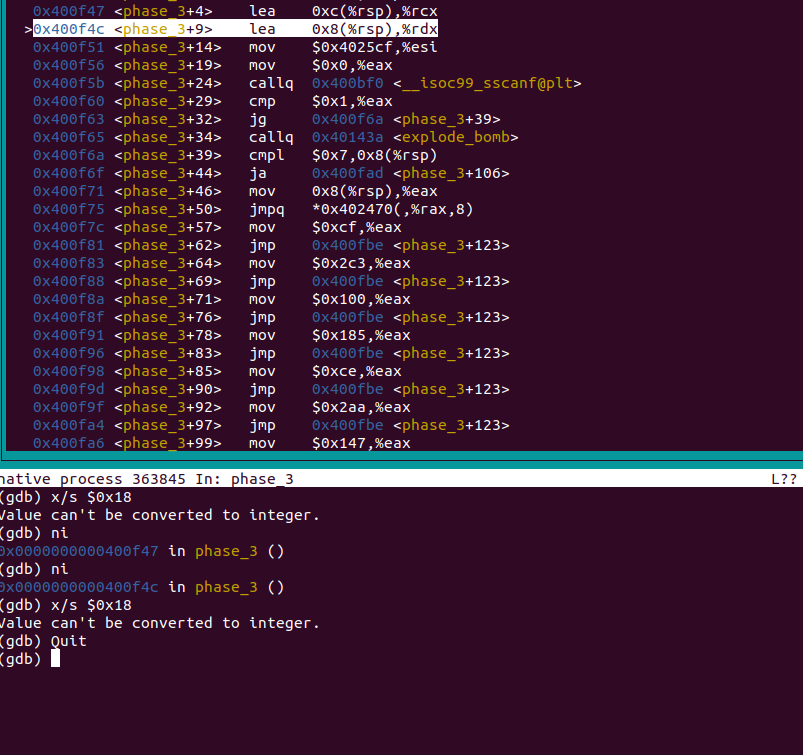 0x400f47 <phase_3+4> lea 0xc(%rsp),%rcx
>0x400f4c <phase_3+9> lea 0x8(%rsp),%rdx
0x400f51 <phase_3+14> mov $0x4025cf,%esi
0x400f56 <phase_3+19> mov $0x0,%eax
0x400f5b <phase_3+24> callq 0x400bf0 <__isoc99_sscanf@plt>
0x400f60 <phase_3+29> cmp $0x1,%eax
0x400f63 <phase_3+32> jg 0x400f6a <phase_3+39>
0x400f65 <phase_3+34> callq 0x40143a <explode_bomb>
0x400f6a <phase_3+39> cmpl $0x7,0x8(%rsp)
0x400f6f <phase_3+44> ja 0x400fad <phase_3+106>
0x400f71 <phase_3+46> mov 0x8(%rsp),%eax
0x400f75 <phase_3+50> jmpq *0x402470(,%rax,8)
0x400f7c <phase_3+57> mov $0xcf,%eax
0x400f81 <phase_3+62> jmp 0x400fbe <phase_3+123>
0x400f83 <phase_3+64> mov $0x2c3,%eax
0x400f88 <phase_3+69> jmp 0x400fbe <phase_3+123>
0x400f8a <phase_3+71> mov $0x100,%eax
0x400f8f <phase_3+76> jmp 0x400fbe <phase_3+123>
0x400f91 <phase_3+78> mov $0x185,%eax
0x400f96 <phase_3+83> jmp 0x400fbe <phase_3+123>
0x400f98 <phase_3+85> mov $0xce,%eax
0x400f9d <phase_3+90> jmp 0x400fbe <phase_3+123>
0x400f9f <phase_3+92> mov $0x2aa,%eax
0x400fa4 <phase_3+97> jmp 0x400fbe <phase_3+123>
0x400fa6 <phase_3+99> mov $0x147,%eax
native process 363845 In: phase_3 L??
(gdb) x/s $0x18
Value can't be converted to integer.
(gdb) ni
0x0000000000400f47 in phase_3 ()
(gdb) ni
0x0000000000400f4c in phase_3 ()
(gdb) x/s $0x18
Value can't be converted to integer.
(gdb) Quit
(gdb)